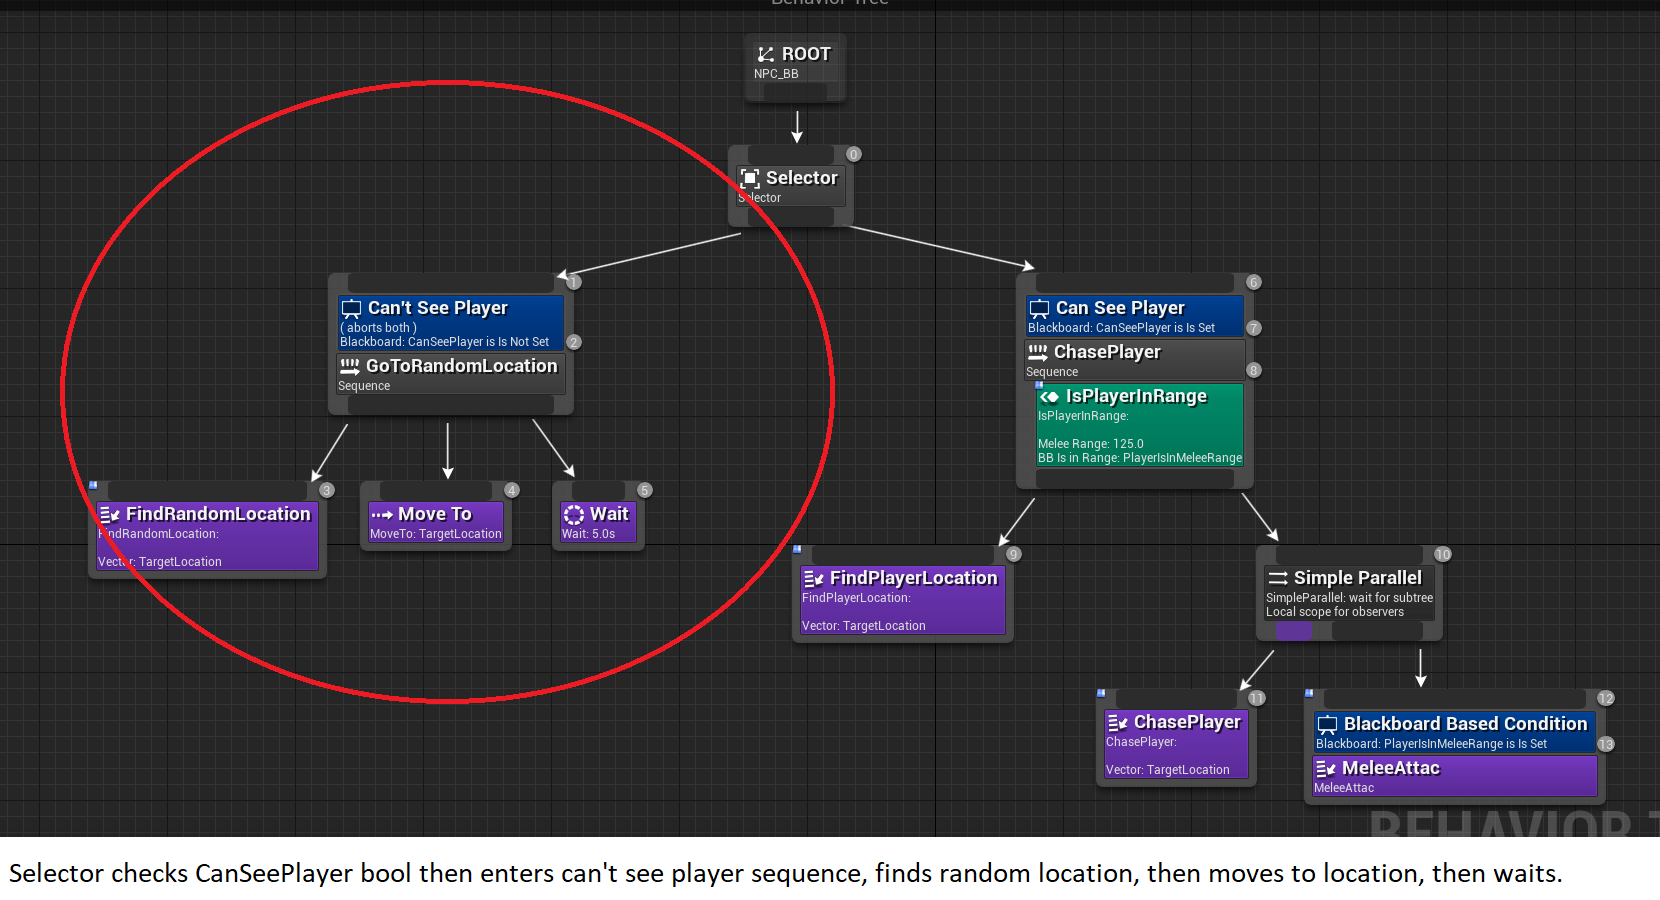 Behavior Tree
ROOT
NPC_BB
0
Selector
Selector
1
Can't See Player
( aborts both )
Blackboard: CanSeePlayer is Is Not Set
2
GoToRandomLocation
Sequence
6
Can See Player
Blackboard: CanSeePlayer is Is Set
7
ChasePlayer
Sequence
8
IsPlayerInRange
IsPlayerInRange:
Melee Range: 125.0
BB Is in Range: PlayerIsInMeleeRange
3
FindRandomLocation
FindRandomLocation:
Vector: TargetLocation
4
Move To
MoveTo: TargetLocation
5
Wait
Wait: 5.0s
9
FindPlayerLocation
FindPlayerLocation:
Vector: TargetLocation
10
Simple Parallel
SimpleParallel: wait for subtree
Local scope for observers
11
ChasePlayer
ChasePlayer:
Vector: TargetLocation
12
Blackboard Based Condition
Blackboard: PlayerIsInMeleeRange is Is Set
13
MeleeAttac
MeleeAttac
BEHAVIOR T
Selector checks CanSeePlayer bool then enters can't see player sequence, finds random location, then moves to location, then waits.